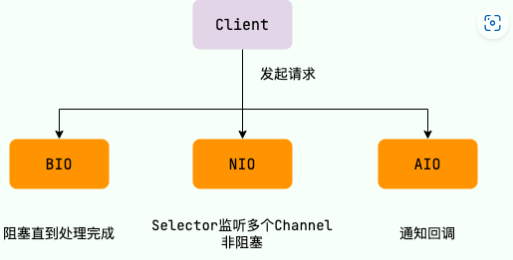 Client
发起请求
BIO
NIO
AIO
阻塞直到处理完成
Selector监听多个Channel
非阻塞
通知回调